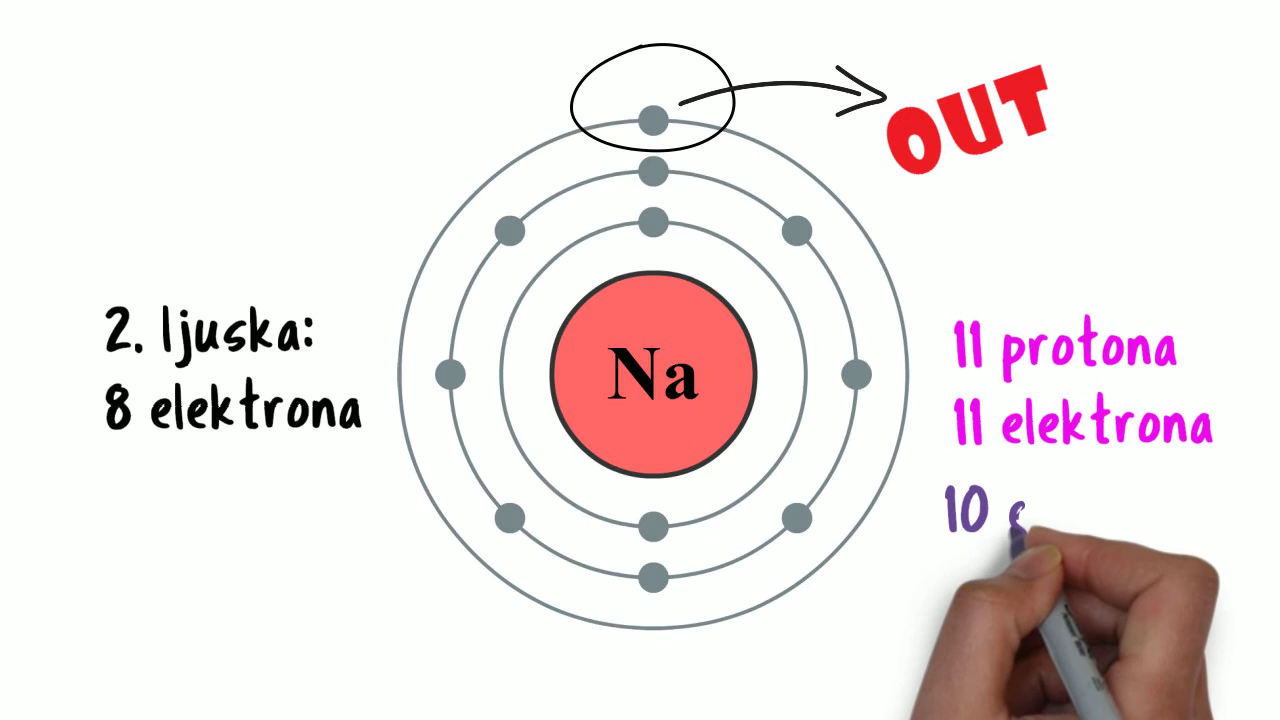 OUT
Na
2. ljuska:
8 elektrona
11 protona
11 elektrona
10